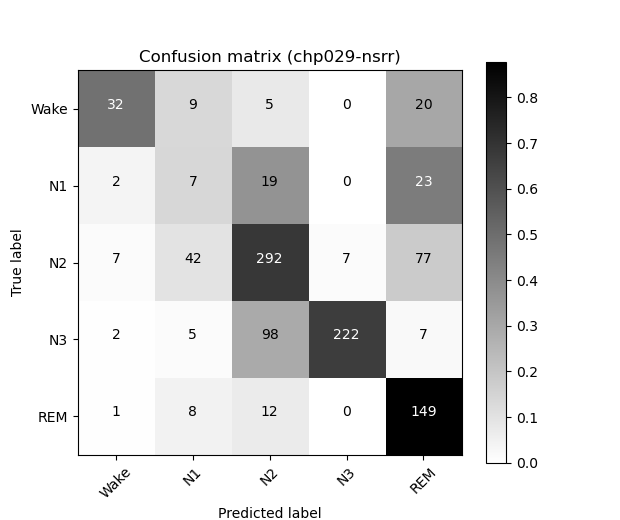 Confusion matrix (chp029-nsrr)
Wake 32 9 5 0 20
N1 2 7 19 0 23
N2 7 42 292 7 77
N3 2 5 98 222 7
REM 1 8 12 0 149
Wake N1 N2 N3 REM
Predicted label
True label
0.8
0.7
0.6
0.5
0.4
0.3
0.2
0.1
0.0